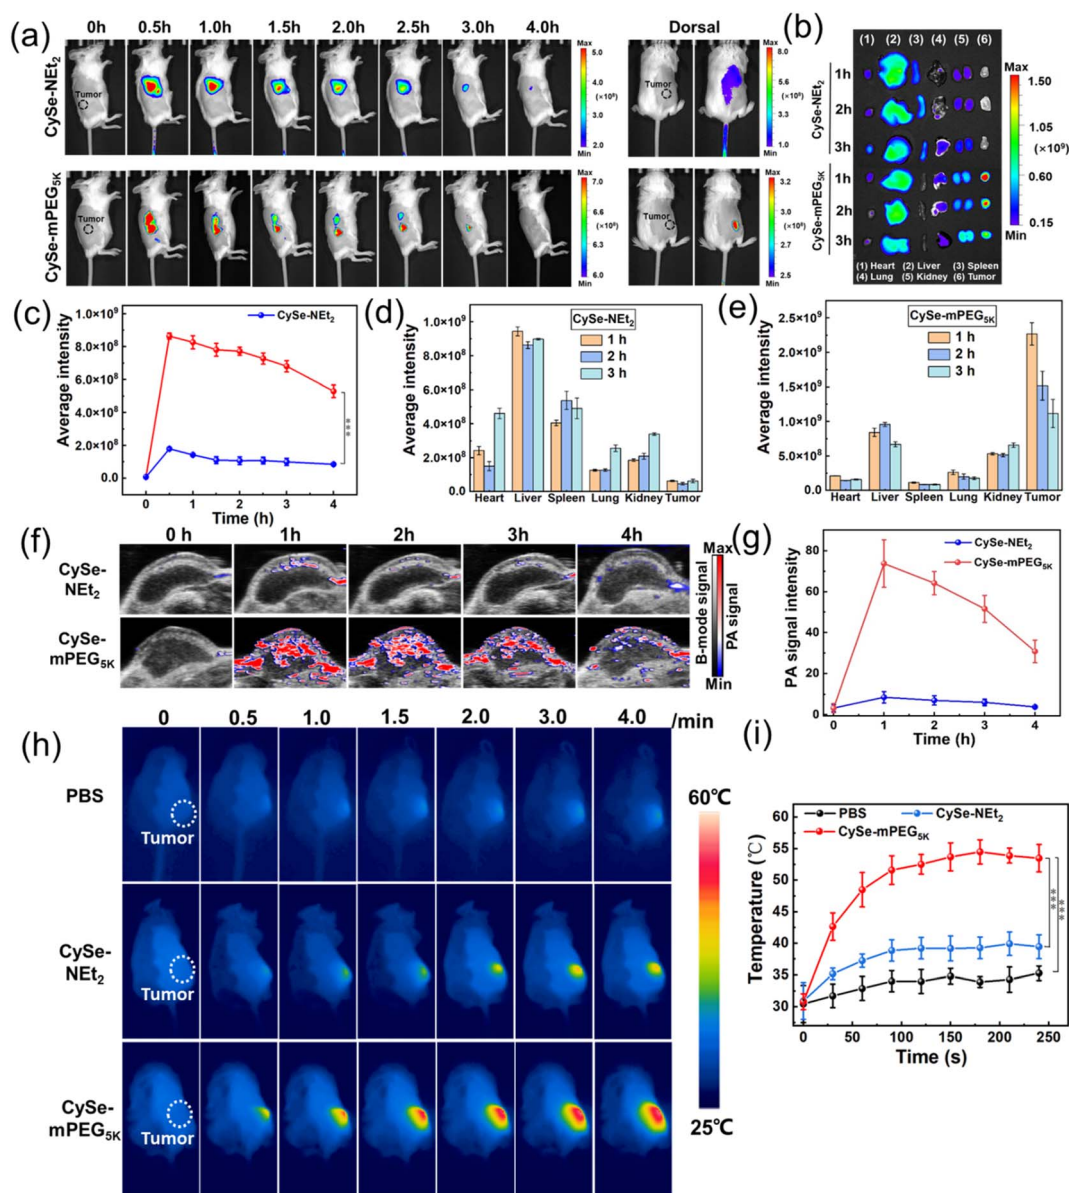 (a)
0h 0.5h 1.0h 1.5h 2.0h 2.5h 3.0h 4.0h
Dorsal
CySe-NEt₂
Tumor
Max
5.0
4.0
(×10⁹)
3.0
2.0
Min
Tumor
Max
8.0
Min
CySe-mPEG₅ₖ
Tumor
Max
7.0
6.6
6.3
6.0
Min
Tumor
Max
3.3
3.0
2.8
2.5
Min
(b)
(1) (2) (3) (4) (5) (6)
CySe-NEt₂
1h
2h
3h
CySe-mPEG₅ₖ
1h
2h
3h
(1) Heart (2) Liver (3) Spleen
(4) Lung (5) Kidney (6) Tumor
Max
1.50
1.05
(×10⁹)
0.60
0.15
Min
(c)
Average intensity
1.0×10⁹
8.0×10⁸
6.0×10⁸
4.0×10⁸
2.0×10⁸
0.0
CySe-NEt₂
***
0 1 2 3 4
Time (h)
(d)
Average intensity
1.0×10⁹
8.0×10⁸
6.0×10⁸
4.0×10⁸
2.0×10⁸
0.0
CySe-NEt₂
1 h
2 h
3 h
Heart Liver Spleen Lung Kidney Tumor
(e)
Average intensity
2.5×10⁹
2.0×10⁹
1.5×10⁹
1.0×10⁹
5.0×10⁸
0.0
CySe-mPEG₅ₖ
1 h
2 h
3 h
Heart Liver Spleen Lung Kidney Tumor
(f)
0 h 1h 2h 3h 4h
CySe-
NEt₂
CySe-
mPEG₅ₖ
Max
B-mode signal
PA signal
Min
(g)
PA signal intensity
80
60
40
20
0
CySe-NEt₂
CySe-mPEG₅ₖ
0 1 2 3 4
Time (h)
(h)
0 0.5 1.0 1.5 2.0 3.0 4.0 /min
PBS
Tumor
CySe-
NEt₂
Tumor
CySe-
mPEG₅ₖ
Tumor
60℃
25℃
(i)
Temperature (℃)
60
55
50
45
40
35
30
PBS CySe-NEt₂
CySe-mPEG₅ₖ
***
***
0 50 100 150 200 250
Time (s)